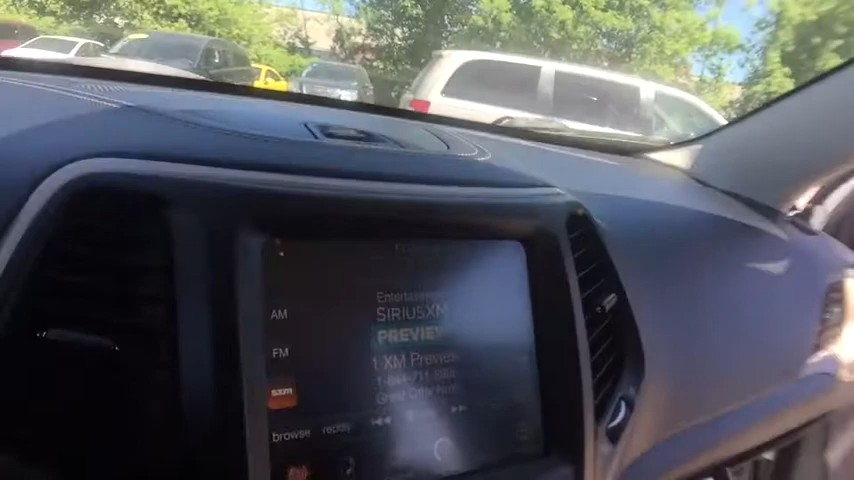 Entertainment
SIRIUSXM
PREVIEW
AM
FM
sxm
1 XM Preview
browse
replay